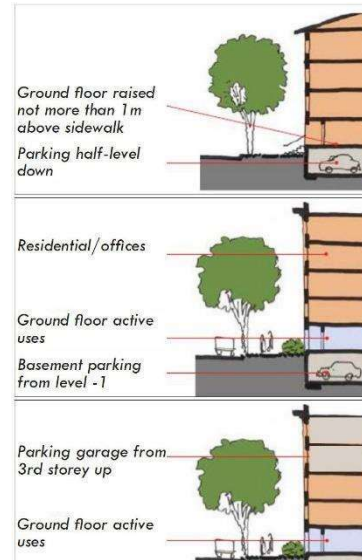 Ground floor raised
not more than 1m
above sidewalk
Parking half-level
down
Residential/offices
Ground floor active
uses
Basement parking
from level -1
Parking garage from
3rd storey up
Ground floor active
uses